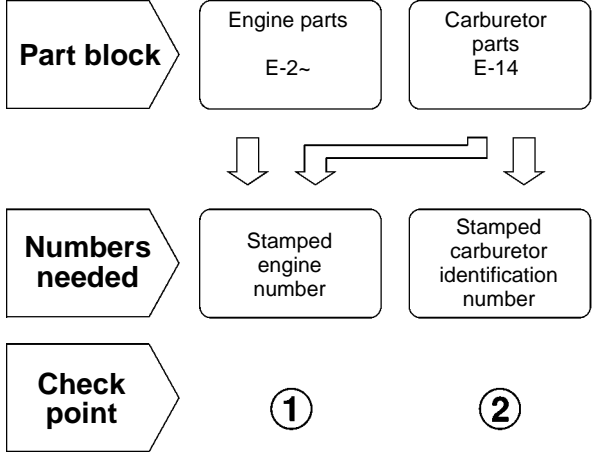 Part block
Engine parts
E-2~
Carburetor
parts
E-14
Numbers
needed
Stamped
engine
number
Stamped
carburetor
identification
number
Check
point
①
②